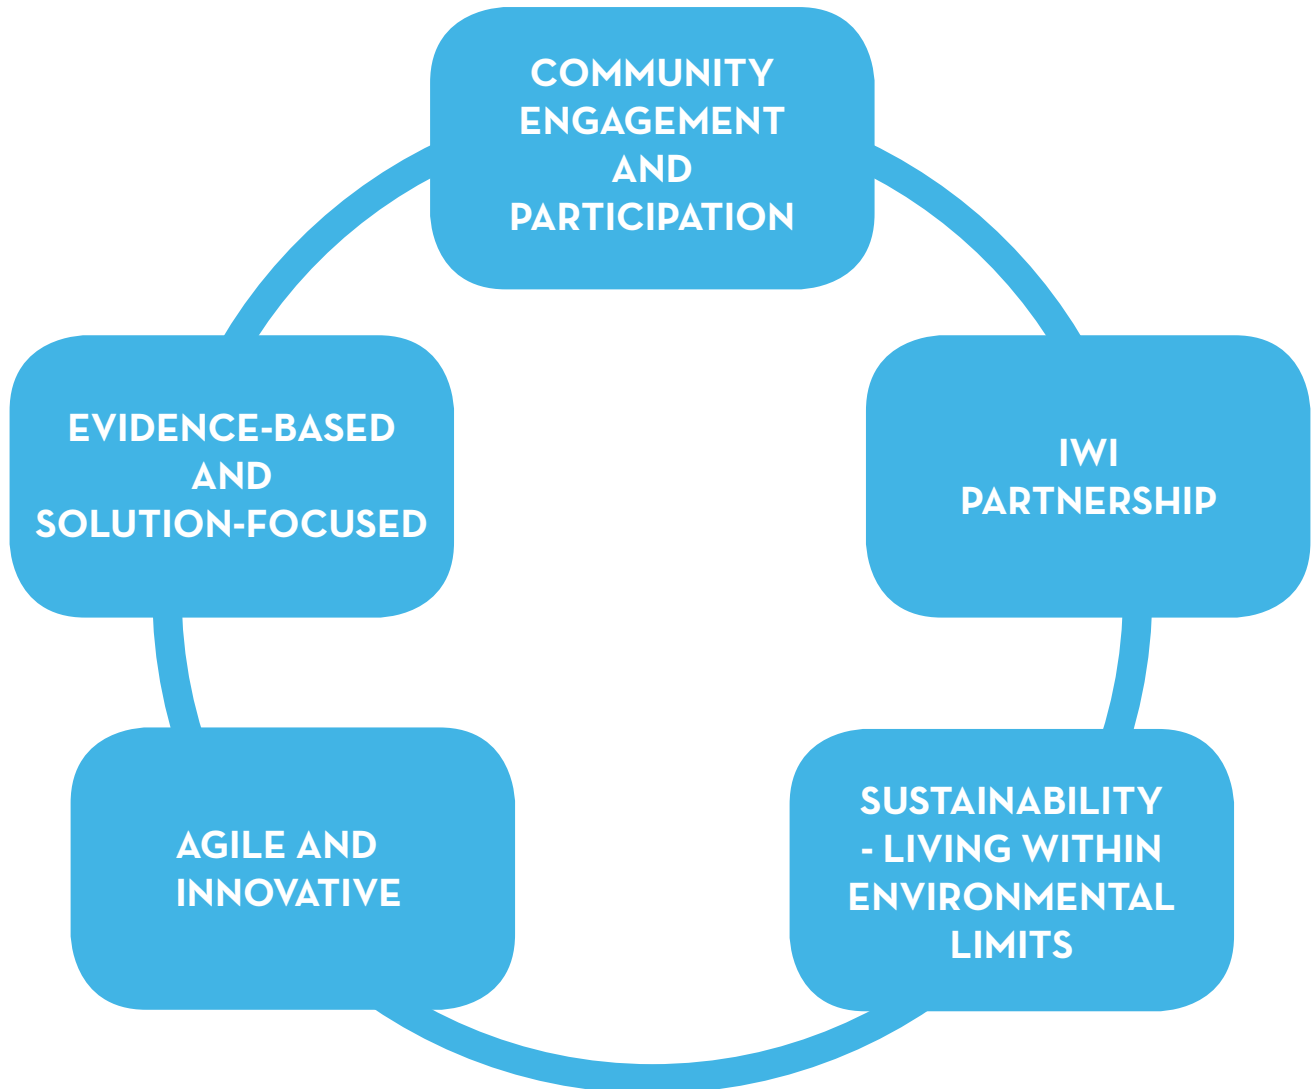 COMMUNITY
ENGAGEMENT
AND
PARTICIPATION
IWI
PARTNERSHIP
SUSTAINABILITY
- LIVING WITHIN
ENVIRONMENTAL
LIMITS
AGILE AND
INNOVATIVE
EVIDENCE-BASED
AND
SOLUTION-FOCUSED